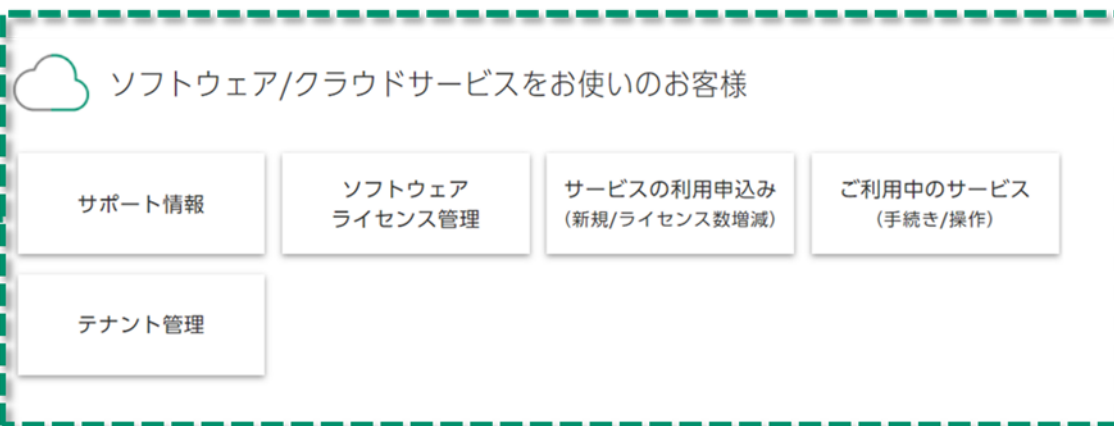 ソフトウェア/クラウドサービスをお使いのお客様
サポート情報
ソフトウェア
ライセンス管理
サービスの利用申込み
（新規/ライセンス数増減）
ご利用中のサービス
（手続き/操作）
テナント管理